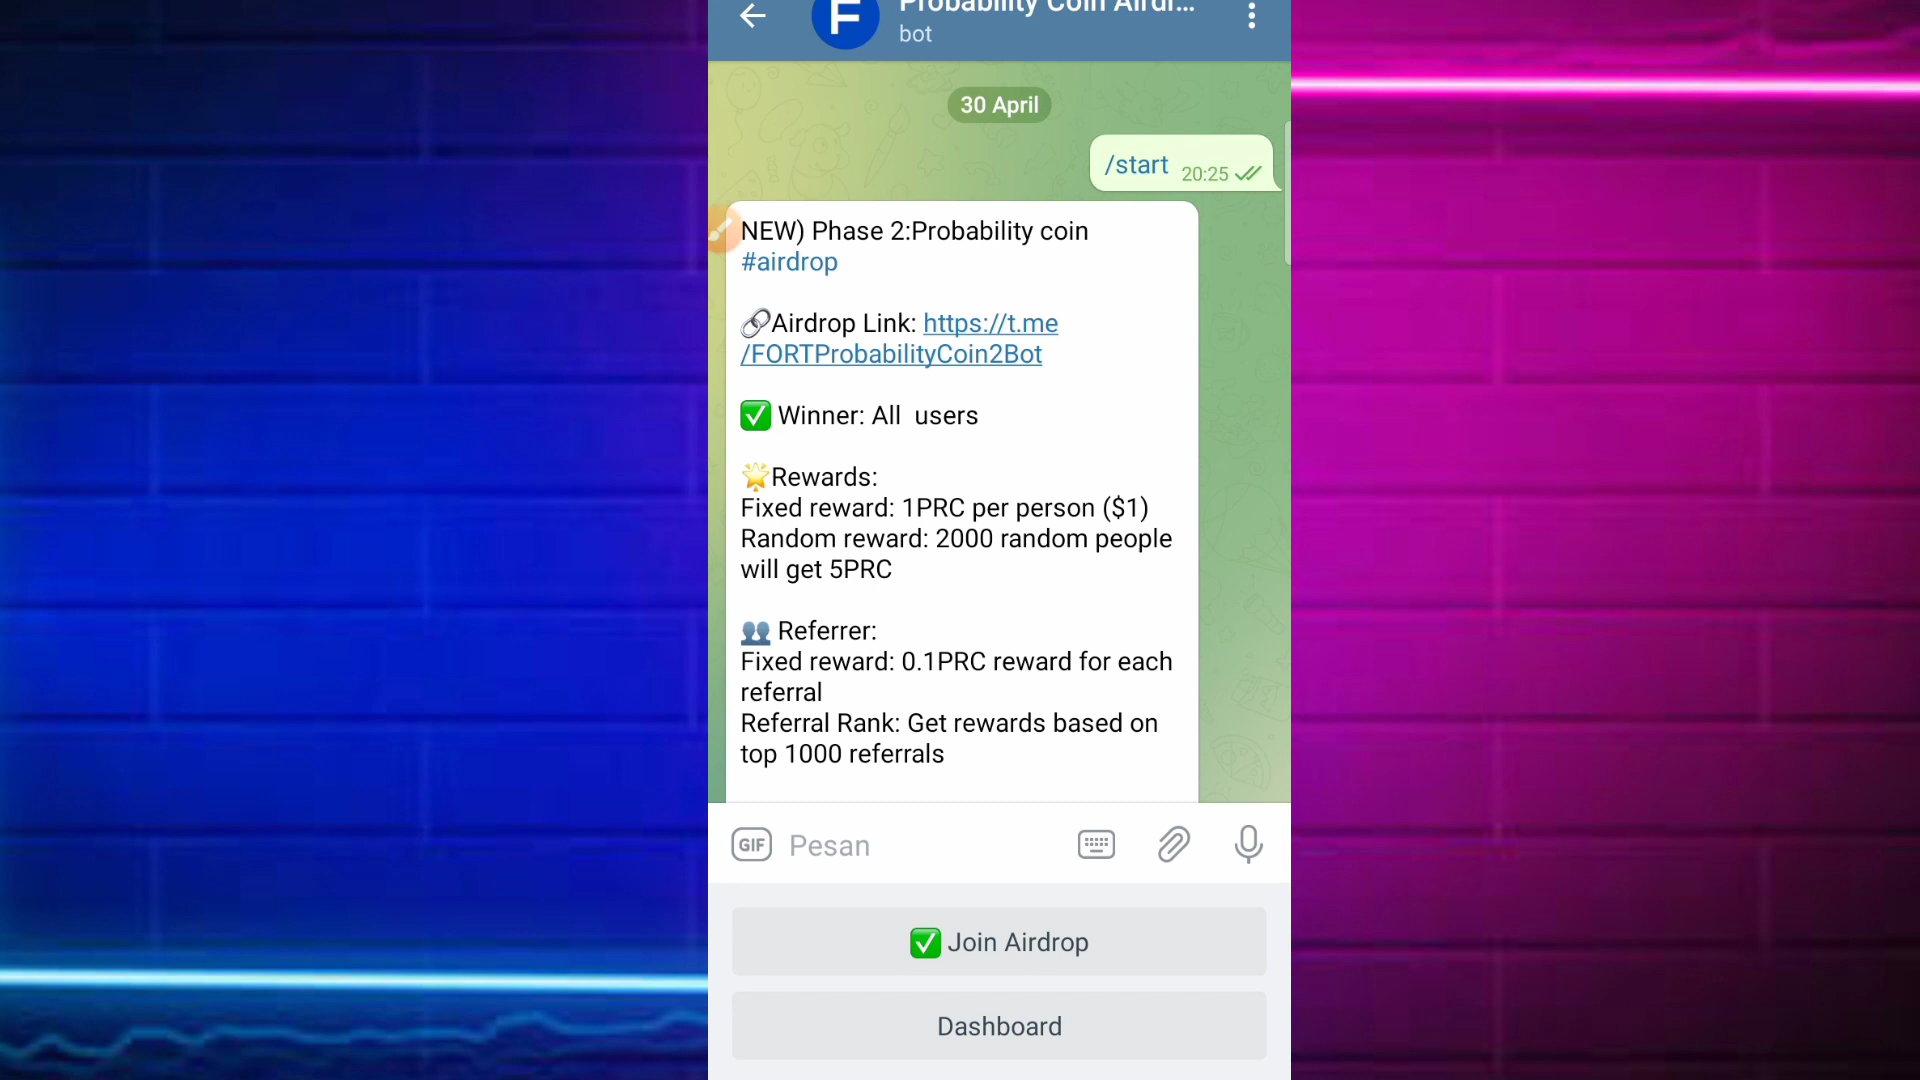 F
Probability Coin Airdr...
bot
30 April
/start 20:25
NEW) Phase 2:Probability coin
#airdrop
Airdrop Link: https://t.me
/FORTProbabilityCoin2Bot
Winner: All users
Rewards:
Fixed reward: 1PRC per person ($1)
Random reward: 2000 random people
will get 5PRC
Referrer:
Fixed reward: 0.1PRC reward for each
referral
Referral Rank: Get rewards based on
top 1000 referrals
GIF Pesan
Join Airdrop
Dashboard